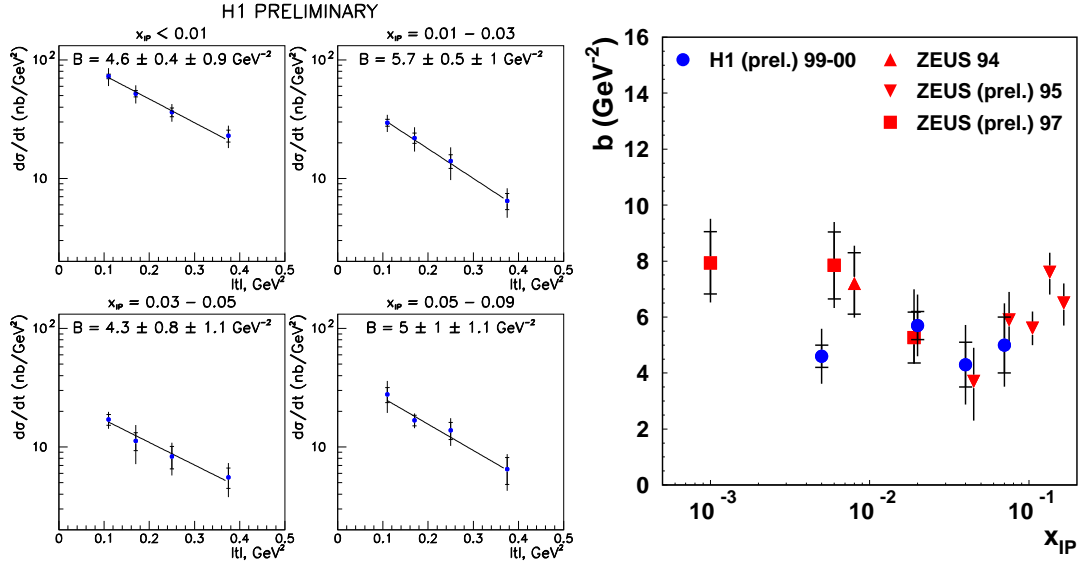 H1 PRELIMINARY
x_IP < 0.01
B = 4.6 ± 0.4 ± 0.9 GeV⁻²
dσ/dt (nb/GeV²)
10²
10
0 0.1 0.2 0.3 0.4 0.5
|t|, GeV²
x_IP = 0.01 – 0.03
B = 5.7 ± 0.5 ± 1 GeV⁻²
dσ/dt (nb/GeV²)
10²
10
0 0.1 0.2 0.3 0.4 0.5
|t|, GeV²
x_IP = 0.03 – 0.05
B = 4.3 ± 0.8 ± 1.1 GeV⁻²
dσ/dt (nb/GeV²)
10²
10
0 0.1 0.2 0.3 0.4 0.5
|t|, GeV²
x_IP = 0.05 – 0.09
B = 5 ± 1 ± 1.1 GeV⁻²
dσ/dt (nb/GeV²)
10²
10
0 0.1 0.2 0.3 0.4 0.5
|t|, GeV²
b (GeV⁻²)
H1 (prel.) 99-00
ZEUS 94
ZEUS (prel.) 95
ZEUS (prel.) 97
16
14
12
10
8
6
4
2
0
10⁻³ 10⁻² 10⁻¹
x_IP